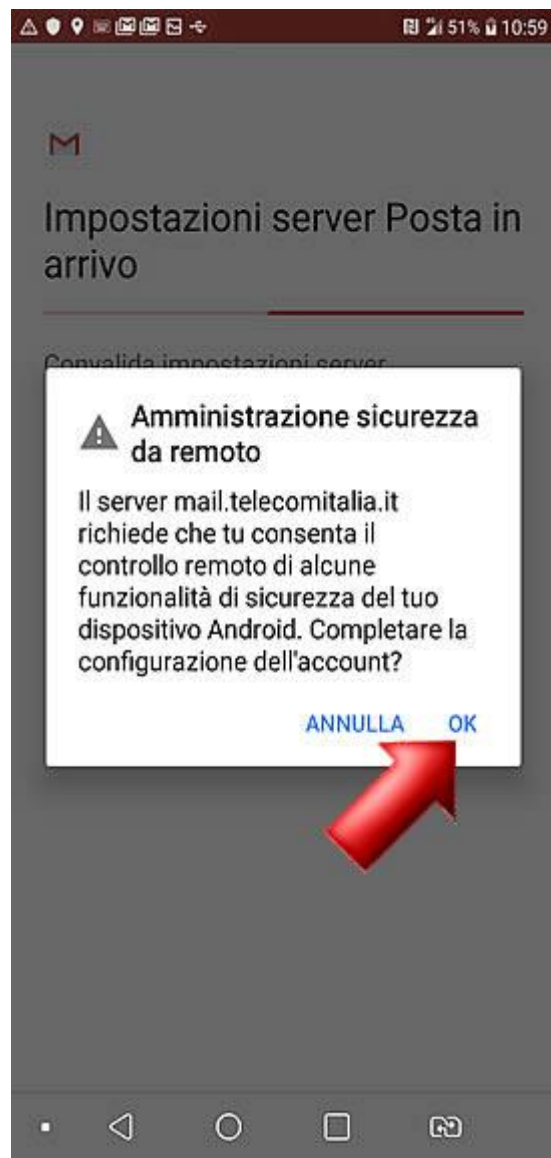 51% 10:59
Impostazioni server Posta in
arrivo
Convalida impostazioni server
Amministrazione sicurezza
da remoto
Il server mail.telecomitalia.it
richiede che tu consenta il
controllo remoto di alcune
funzionalità di sicurezza del tuo
dispositivo Android. Completare la
configurazione dell'account?
ANNULLA OK